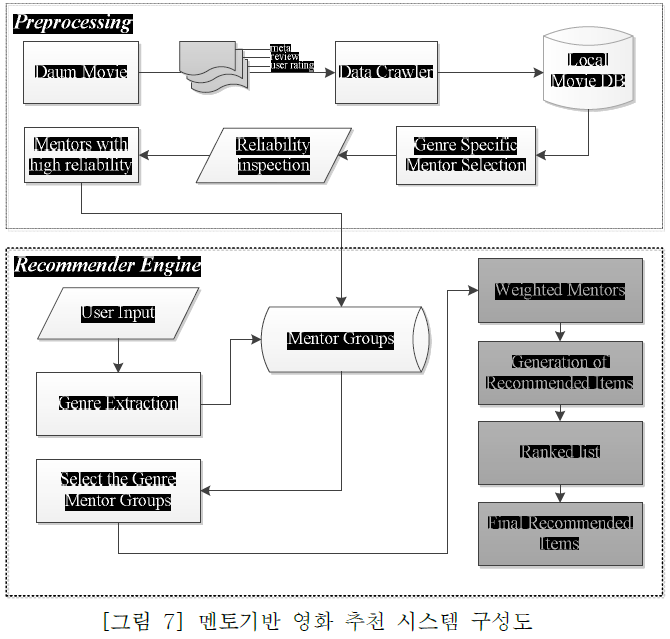 Preprocessing
Daum Movie
meta
review
user rating
Data Crawler
Local
Movie DB
Mentors with
high reliability
Reliability
inspection
Genre Specific
Mentor Selection
Recommender Engine
User Input
Genre Extraction
Select the Genre
Mentor Groups
Mentor Groups
Weighted Mentors
Generation of
Recommended Items
Ranked list
Final Recommended
Items
[그림 7] 멘토기반 영화 추천 시스템 구성도